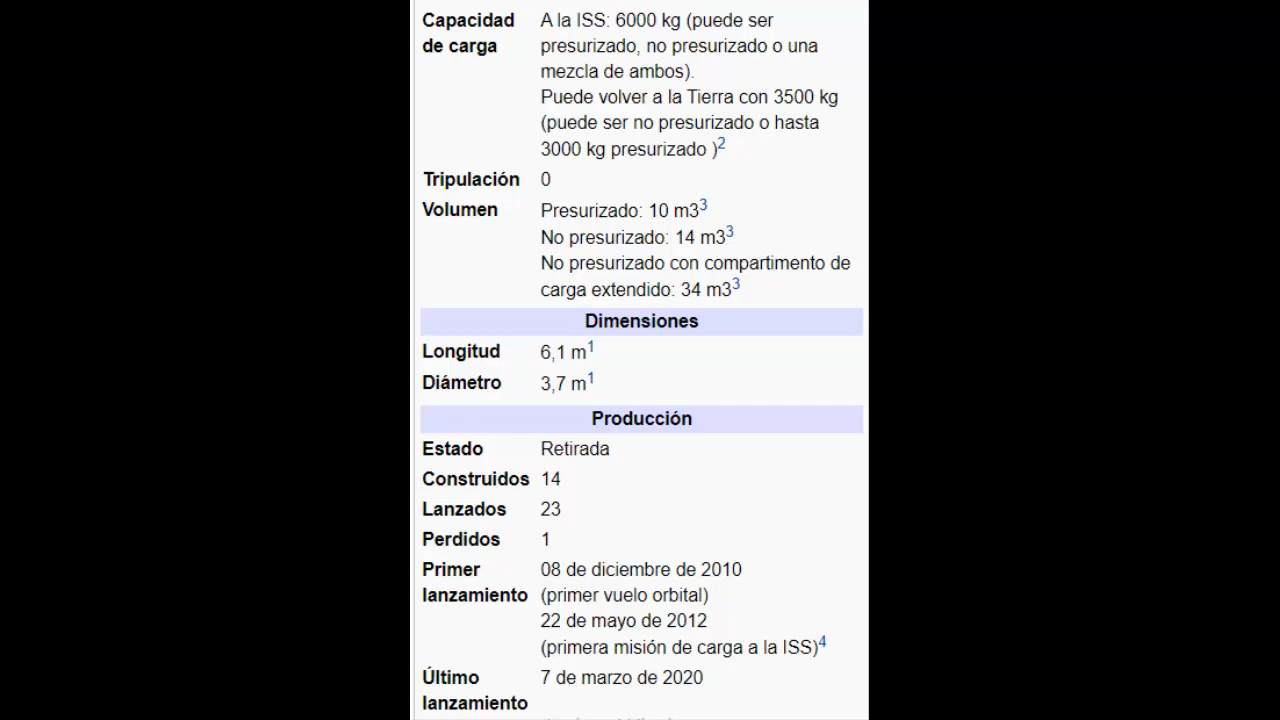 Capacidad A la ISS: 6000 kg (puede ser
de carga presurizado, no presurizado o una
mezcla de ambos).
Puede volver a la Tierra con 3500 kg
(puede ser no presurizado o hasta
3000 kg presurizado )2
Tripulación 0
Volumen Presurizado: 10 m33
No presurizado: 14 m33
No presurizado con compartimento de
carga extendido: 34 m33
Dimensiones
Longitud 6,1 m1
Diámetro 3,7 m1
Producción
Estado Retirada
Construidos 14
Lanzados 23
Perdidos 1
Primer 08 de diciembre de 2010
lanzamiento (primer vuelo orbital)
22 de mayo de 2012
(primera misión de carga a la ISS)4
Último 7 de marzo de 2020
lanzamiento